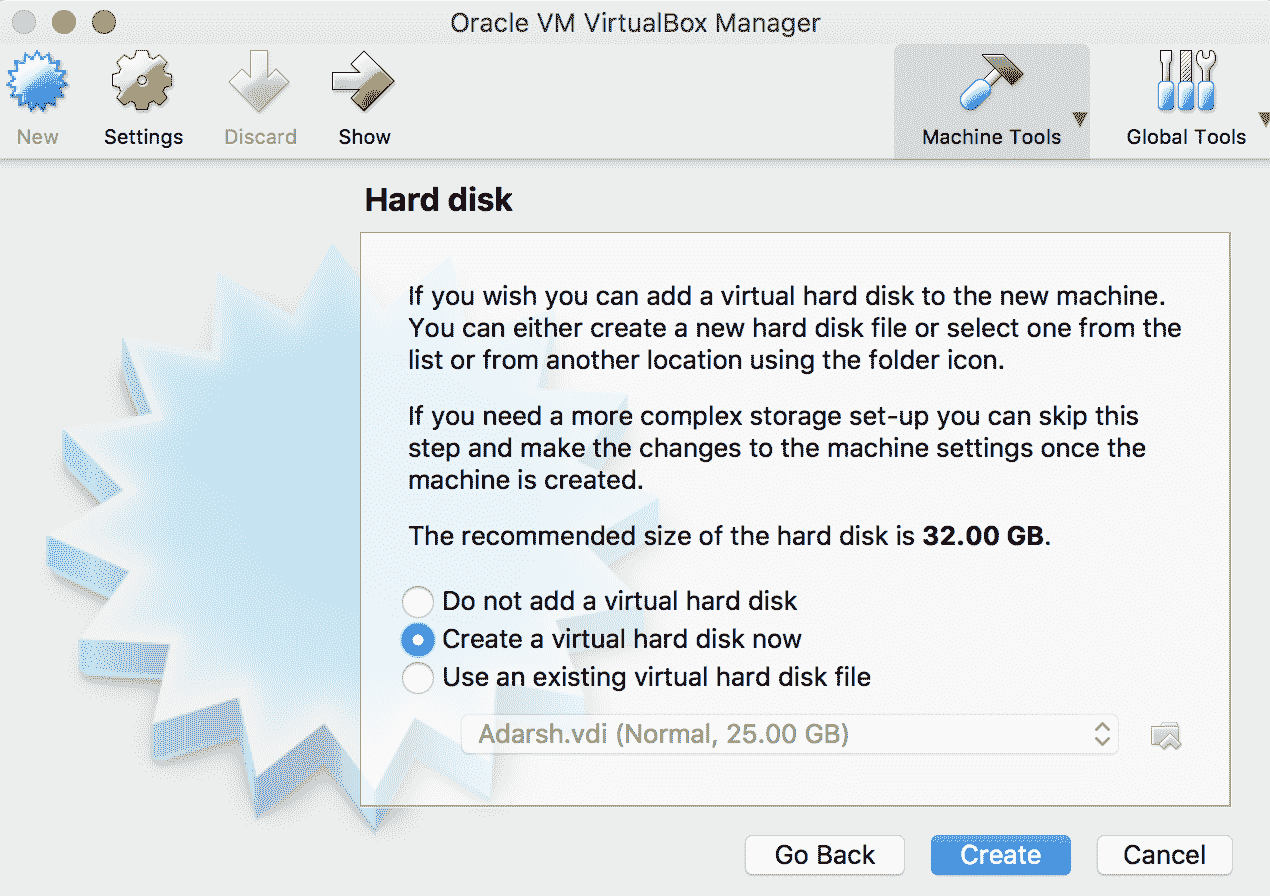 Oracle VM VirtualBox Manager
New
Settings
Discard
Show
Machine Tools
Global Tools
Hard disk
If you wish you can add a virtual hard disk to the new machine.
You can either create a new hard disk file or select one from the
list or from another location using the folder icon.
If you need a more complex storage set-up you can skip this
step and make the changes to the machine settings once the
machine is created.
The recommended size of the hard disk is 32.00 GB.
Do not add a virtual hard disk
Create a virtual hard disk now
Use an existing virtual hard disk file
Adarsh.vdi (Normal, 25.00 GB)
Go Back
Create
Cancel